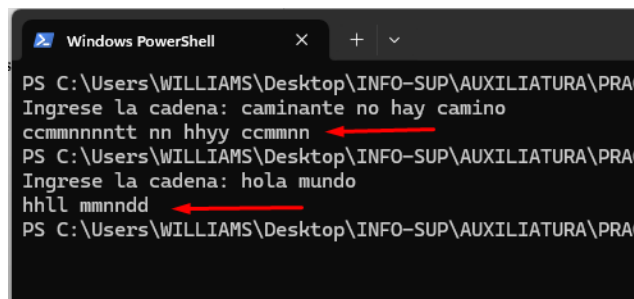 Windows PowerShell
PS C:\Users\WILLIAMS\Desktop\INFO-SUP\AUXILIATURA\PRA
Ingrese la cadena: caminante no hay camino
ccmmnnnntt nn hhyy ccmmnn
PS C:\Users\WILLIAMS\Desktop\INFO-SUP\AUXILIATURA\PRA
Ingrese la cadena: hola mundo
hhll mmnndd
PS C:\Users\WILLIAMS\Desktop\INFO-SUP\AUXILIATURA\PRA